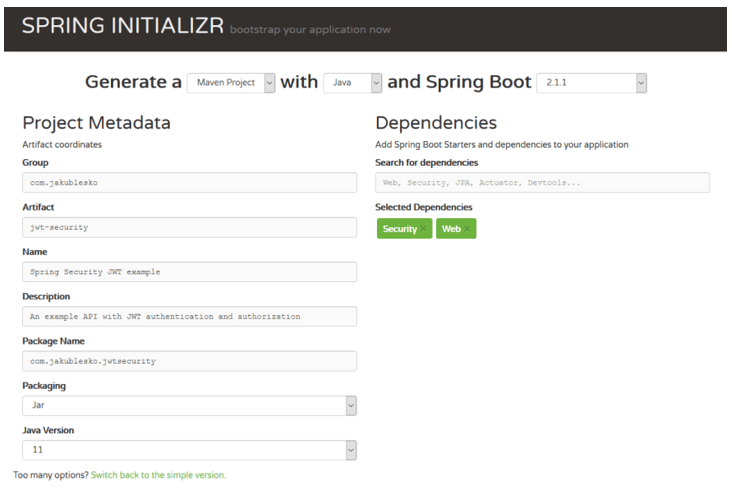 SPRING INITIALIZR bootstrap your application now
Generate a Maven Project with Java and Spring Boot 2.1.1
Project Metadata
Artifact coordinates
Group
com.jakublesko
Artifact
jwt-security
Name
Spring Security JWT example
Description
An example API with JWT authentication and authorization
Package Name
com.jakublesko.jwtsecurity
Packaging
Jar
Java Version
11
Too many options? Switch back to the simple version.
Dependencies
Add Spring Boot Starters and dependencies to your application
Search for dependencies
Web, Security, JPA, Actuator, Devtools...
Selected Dependencies
Security × Web ×